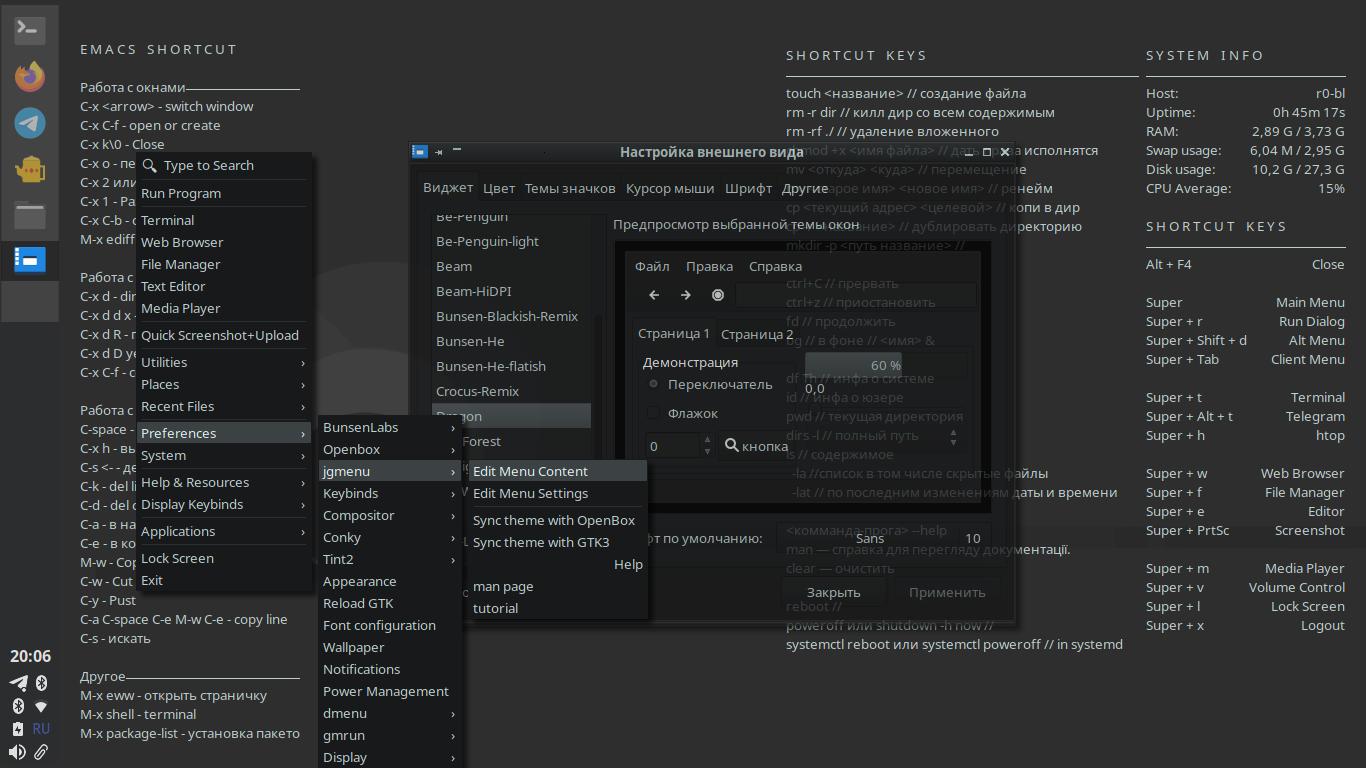 EMACS SHORTCUT
Работа с окнами
C-x <arrow> - switch window
C-x C-f - open or create
C-x k\0 - Close
C-x o - пе
C-x 2 или
C-x 1 - Ра
C-x C-b - с
M-x ediff
Работа с
C-x d - dir
C-x d d x -
C-x d R - п
C-x d D ye
C-x C-f - с
Работа с
C-space -
C-x h - вы
C-s <-- де
C-k - del li
C-d - del c
C-a - в на
C-e - в ко
M-w - Cop
C-w - Cut
C-y - Pust
C-a C-space C-e M-w C-e - copy line
C-s - искать
Другое
M-x eww - открыть страничку
M-x shell - terminal
M-x package-list - установка пакето
20:06
RU
Type to Search
Run Program
Terminal
Web Browser
File Manager
Text Editor
Media Player
Quick Screenshot+Upload
Utilities
Places
Recent Files
Preferences
System
Help & Resources
Display Keybinds
Applications
Lock Screen
Exit
BunsenLabs
Openbox
jgmenu
Keybinds
Compositor
Conky
Tint2
Appearance
Reload GTK
Font configuration
Wallpaper
Notifications
Power Management
dmenu
gmrun
Display
Edit Menu Content
Edit Menu Settings
Sync theme with OpenBox
Sync theme with GTK3
Help
man page
tutorial
Настройка внешнего вида
Виджет Цвет Темы значков Курсор мыши Шрифт Другие
Be-Penguin
Be-Penguin-light
Beam
Beam-HiDPI
Bunsen-Blackish-Remix
Bunsen-He
Bunsen-He-flatish
Crocus-Remix
Dragon
Forest
Предпросмотр выбранной темы окон
Файл Правка Справка
Страница 1 Страница 2
Демонстрация
60 %
Переключатель
0,0
Флажок
0
кнопка
фт по умолчанию: Sans 10
Закрыть Применить
SHORTCUT KEYS
touch <название> // создание файла
rm -r dir // килл дир со всем содержимым
rm -rf ./ // удаление вложенного
chmod +x <имя файла> // дать права исполнятся
mv <откуда> <куда> // перемещение
старое имя> <новое имя> // ренейм
cp <текущий адрес> <целевой> // копи в дир
// дублировать директорию
mkdir -p <путь название> //
ctrl+C // прервать
ctrl+z // приостановить
fd // продолжить
bg // в фоне // <имя> &
df Th // инфа о системе
id // инфа о юзере
pwd // текущая директория
dirs -l // полный путь
ls // содержимое
-la //список в том числе скрытые файлы
-lat // по последним изменениям даты и времени
<комманда-прога> --help
man — справка для перегляду документації.
clear — очистить
reboot //
poweroff или shutdown -h now //
systemctl reboot или systemctl poweroff // in systemd
SYSTEM INFO
Host: r0-bl
Uptime: 0h 45m 17s
RAM: 2,89 G / 3,73 G
Swap usage: 6,04 M / 2,95 G
Disk usage: 10,2 G / 27,3 G
CPU Average: 15%
SHORTCUT KEYS
Alt + F4 Close
Super Main Menu
Super + r Run Dialog
Super + Shift + d Alt Menu
Super + Tab Client Menu
Super + t Terminal
Super + Alt + t Telegram
Super + h htop
Super + w Web Browser
Super + f File Manager
Super + e Editor
Super + PrtSc Screenshot
Super + m Media Player
Super + v Volume Control
Super + l Lock Screen
Super + x Logout